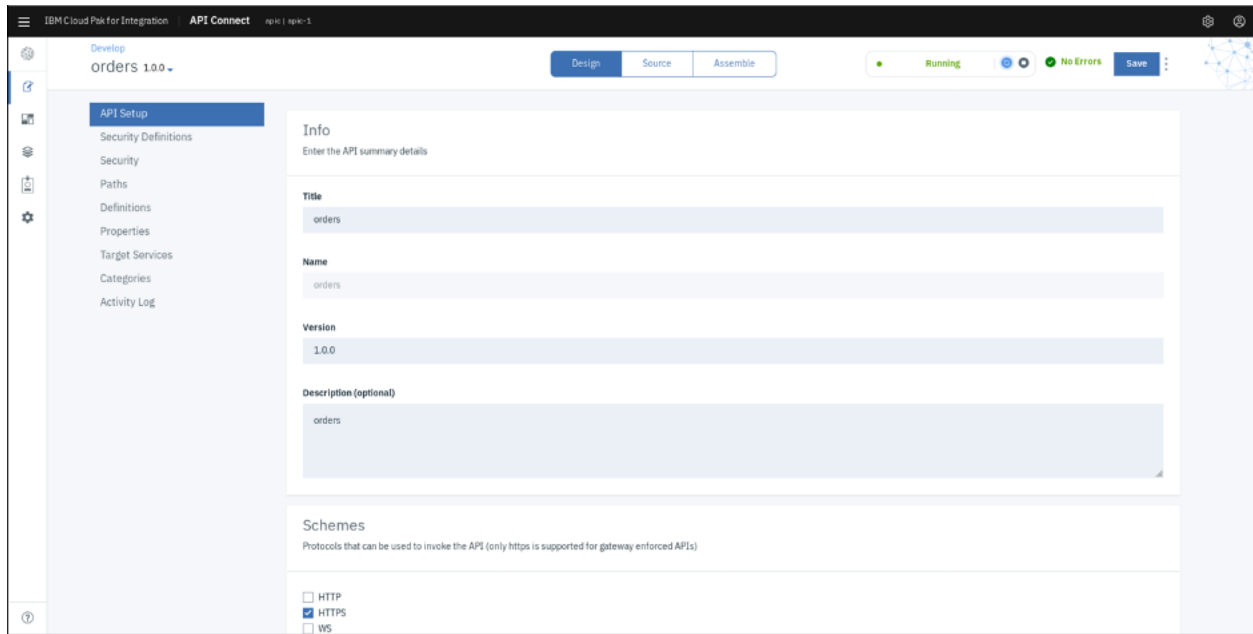 IBM Cloud Pak for Integration | API Connect epic | epic-1
Develop
orders 1.0.0
Design Source Assemble
Running
No Errors
Save
API Setup
Security Definitions
Security
Paths
Definitions
Properties
Target Services
Categories
Activity Log
Info
Enter the API summary details
Title
orders
Name
orders
Version
1.0.0
Description (optional)
orders
Schemes
Protocols that can be used to invoke the API (only https is supported for gateway enforced APIs)
HTTP
HTTPS
WS